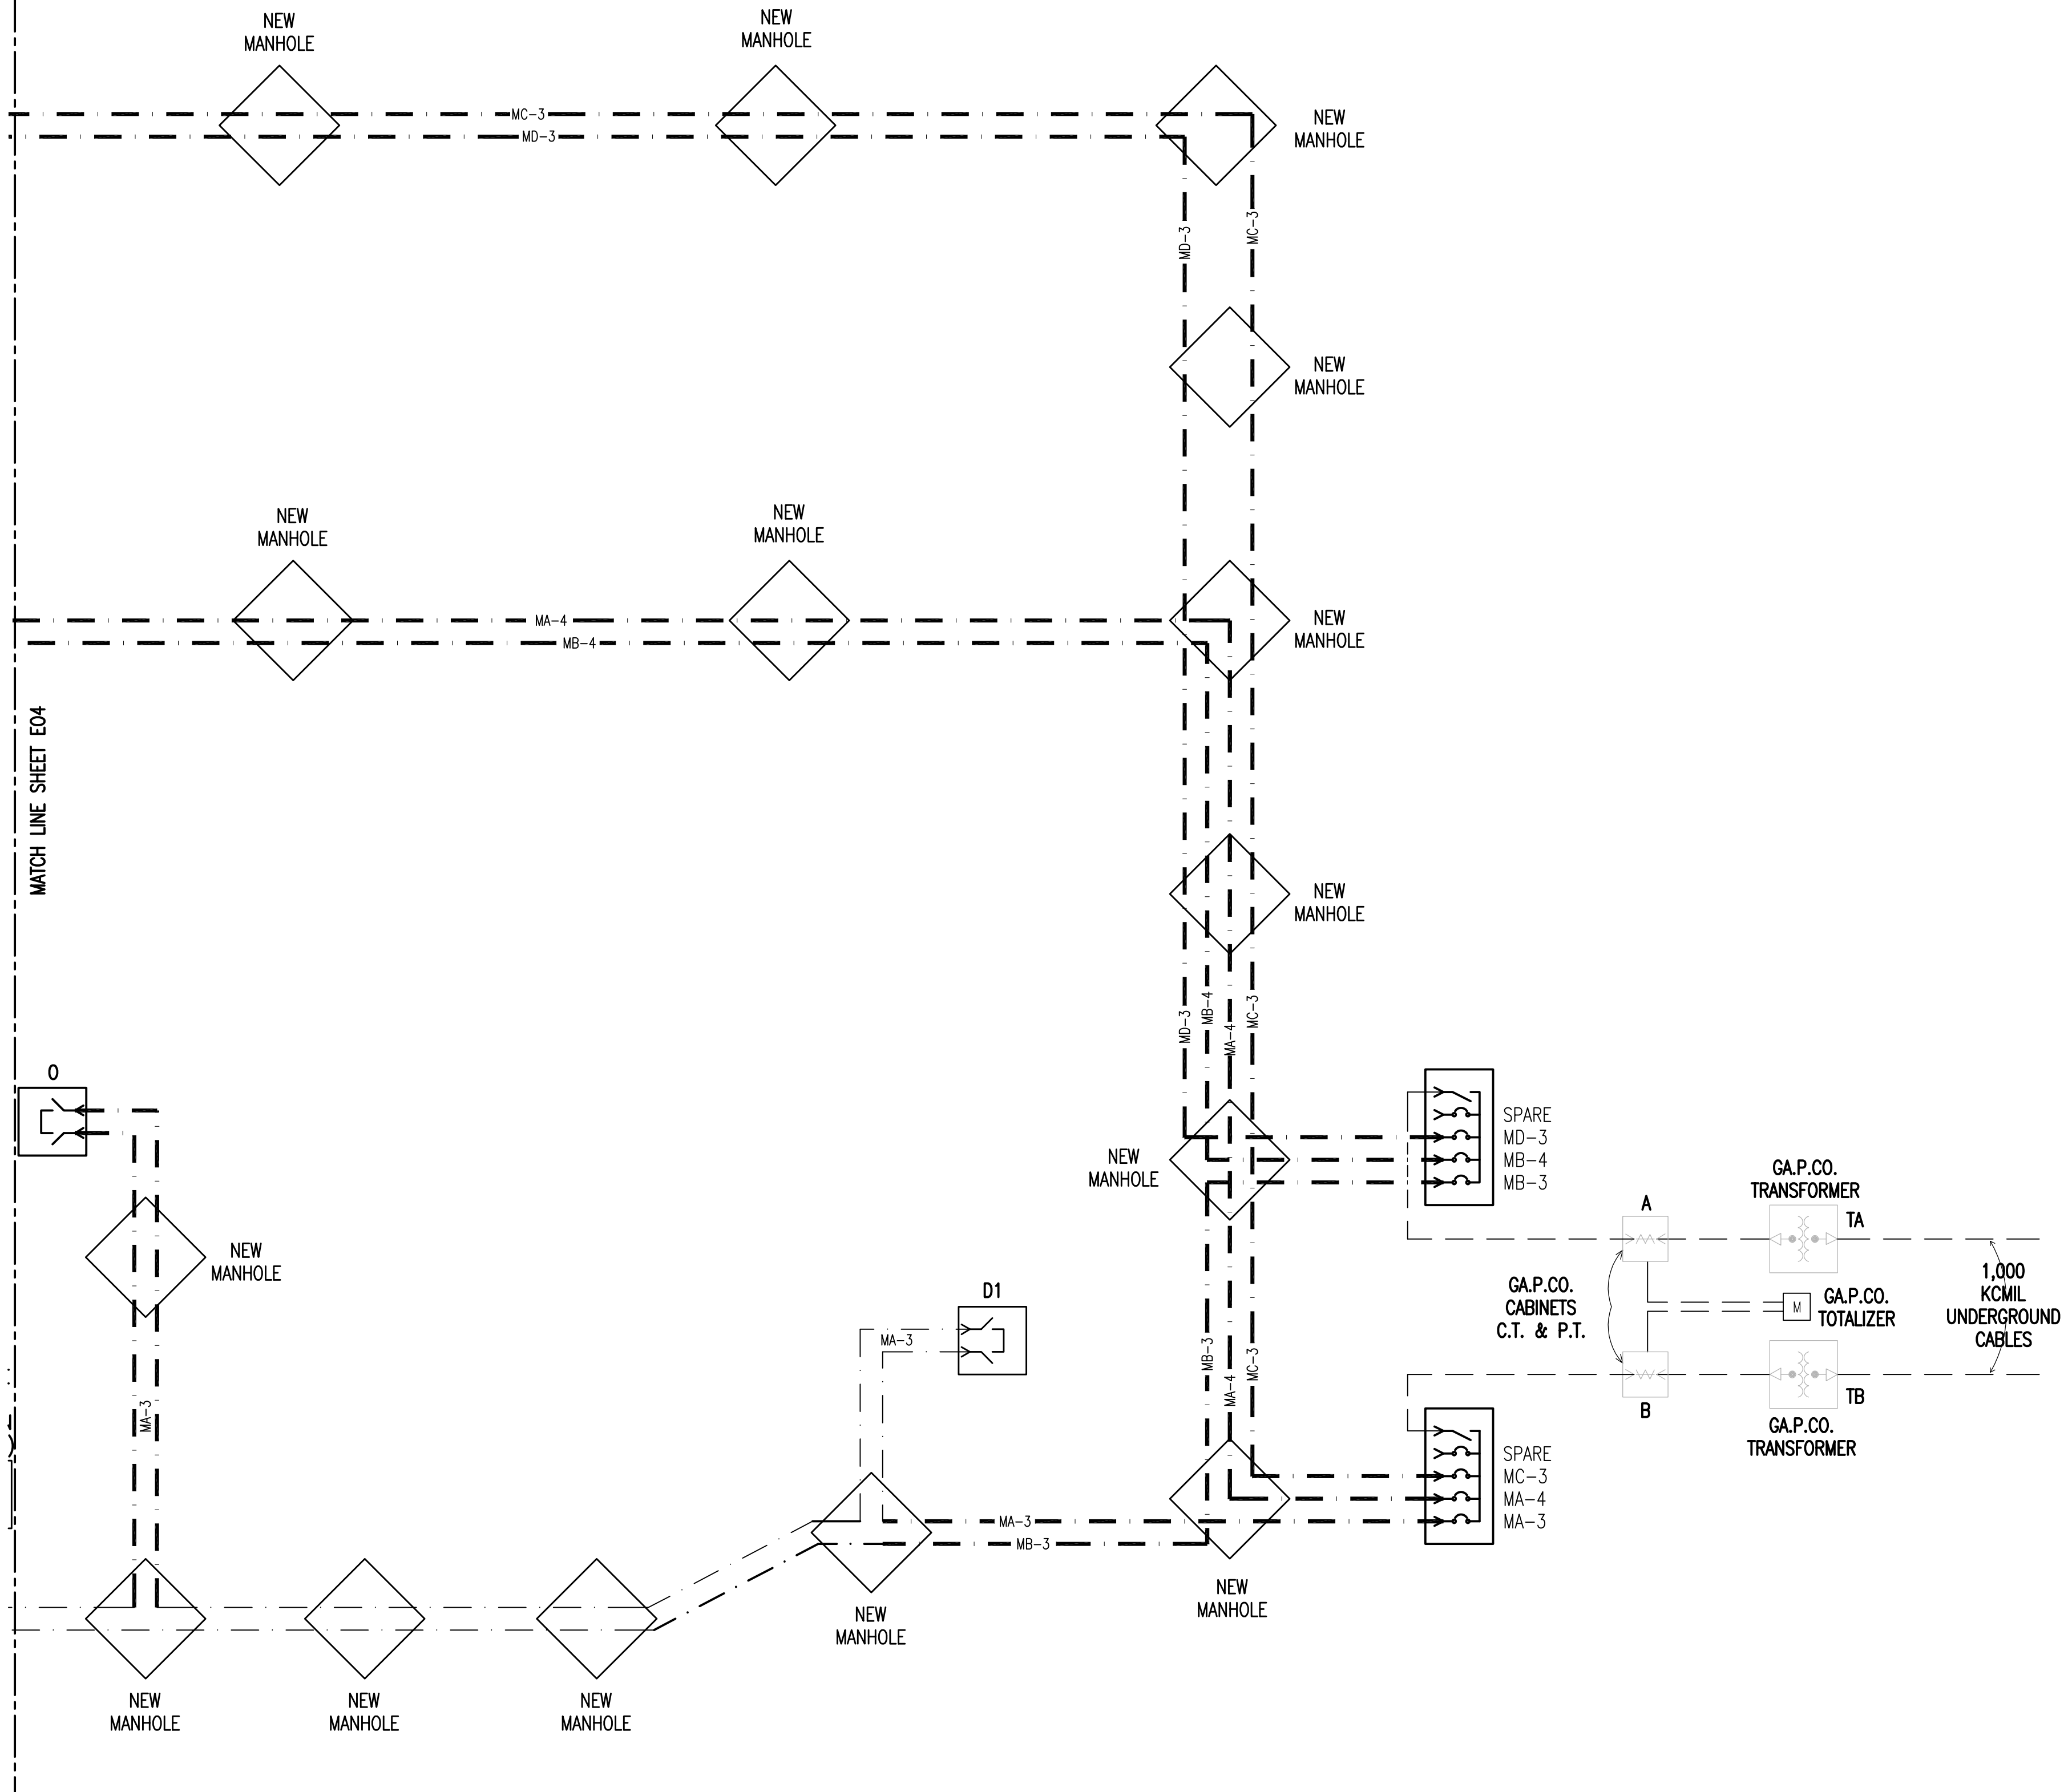 NEW
MANHOLE
NEW
MANHOLE
NEW
MANHOLE
MC-3
MD-3
MD-3
MC-3
NEW
MANHOLE
NEW
MANHOLE
NEW
MANHOLE
NEW
MANHOLE
MA-4
MB-4
MATCH LINE SHEET E04
NEW
MANHOLE
MD-3
MB-4
MA-4
MC-3
O
NEW
MANHOLE
SPARE
MD-3
MB-4
MB-3
NEW
MANHOLE
A
GA.P.CO.
TRANSFORMER
TA
GA.P.CO.
CABINETS
C.T. & P.T.
M
GA.P.CO.
TOTALIZER
1,000
KCMIL
UNDERGROUND
CABLES
D1
MA-3
MB-3
MA-4
MC-3
MA-3
B
TB
GA.P.CO.
TRANSFORMER
SPARE
MC-3
MA-4
MA-3
MA-3
MB-3
NEW
MANHOLE
NEW
MANHOLE
NEW
MANHOLE
NEW
MANHOLE
NEW
MANHOLE